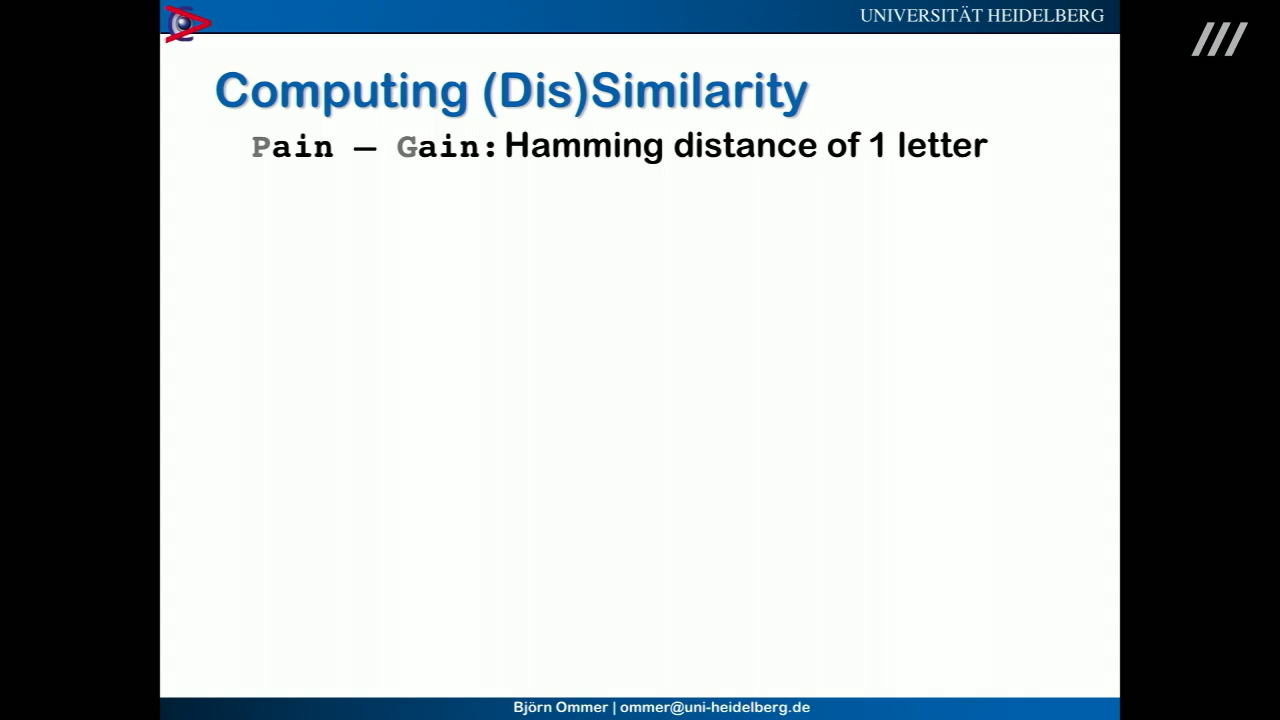 UNIVERSITÄT HEIDELBERG
Computing (Dis)Similarity
Pain – Gain: Hamming distance of 1 letter
Björn Ommer | ommer@uni-heidelberg.de